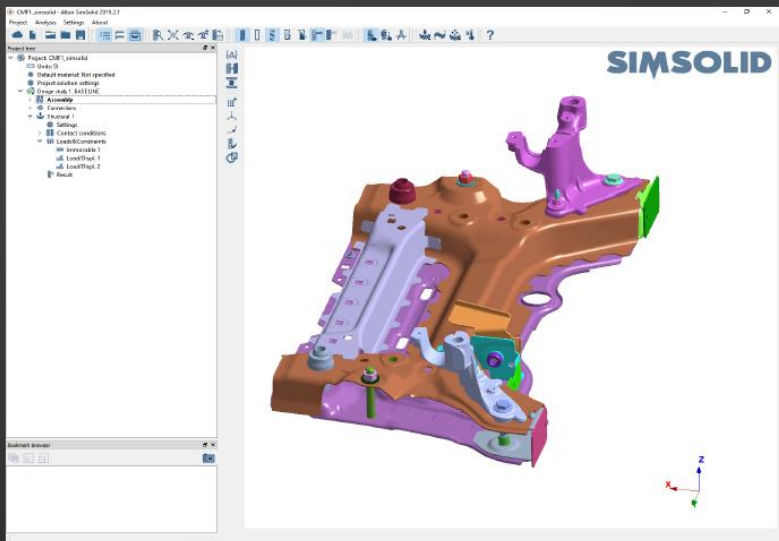 CMF1_simsolid - Altair SimSolid 2019.2.1
Project Analysis Settings About
Project tree
Project: CMF1_simsolid
Units: SI
Default material: Not specified
Project solution settings
Design study 1. BASELINE
Assembly
Connections
Structural 1
Settings
Contact conditions
Loads&Constraints
Immovable 1
Load/Displ. 1
Load/Displ. 2
Result
Bookmark browser
SIMSOLID
Z
X
Y